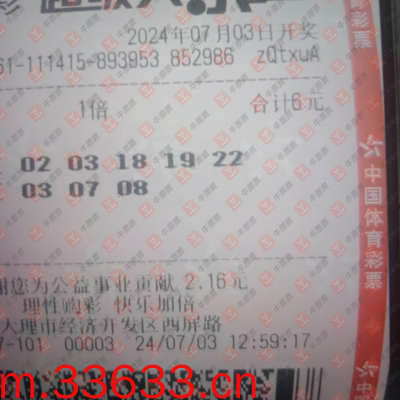 2024年07月03日开奖
61-111415-893953 852986 zQtxuA
1倍 合计6元
02 03 18 19 22
03 07 08
您为公益事业贡献 2.16元
理性购彩 快乐加倍
大理市经济开发区西屏路
7-101 00003 24/07/03 12:59:17
中国体育彩票
m.33633.cn